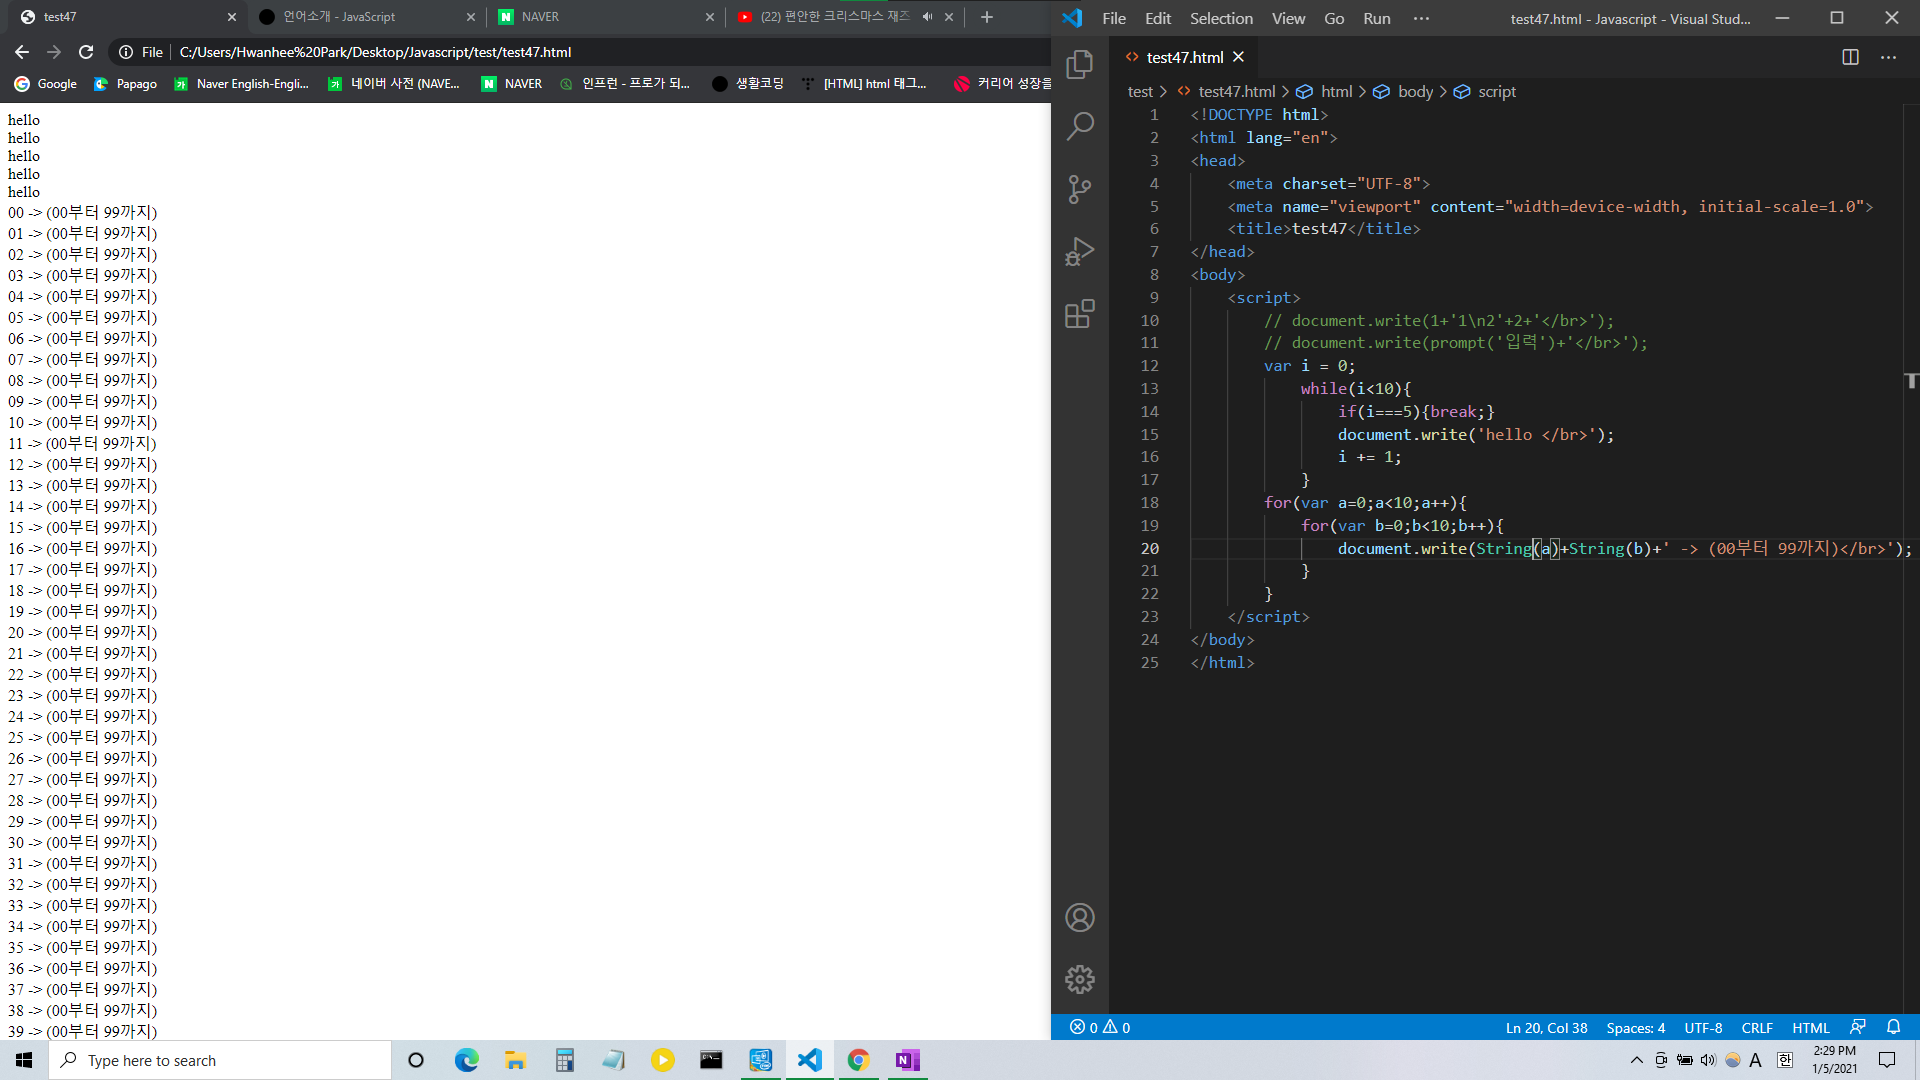 test47
언어소개 - JavaScript
NAVER
(22) 편안한 크리스마스 재즈
File
C:/Users/Hwanhee%20Park/Desktop/Javascript/test/test47.html
Google
Papago
Naver English-Engli...
네이버 사전 (NAVE...
NAVER
인프런 - 프로가 되...
생활코딩
[HTML] html 태그...
커리어 성장을
hello
hello
hello
hello
hello
00 -> (00부터 99까지)
01 -> (00부터 99까지)
02 -> (00부터 99까지)
03 -> (00부터 99까지)
04 -> (00부터 99까지)
05 -> (00부터 99까지)
06 -> (00부터 99까지)
07 -> (00부터 99까지)
08 -> (00부터 99까지)
09 -> (00부터 99까지)
10 -> (00부터 99까지)
11 -> (00부터 99까지)
12 -> (00부터 99까지)
13 -> (00부터 99까지)
14 -> (00부터 99까지)
15 -> (00부터 99까지)
16 -> (00부터 99까지)
17 -> (00부터 99까지)
18 -> (00부터 99까지)
19 -> (00부터 99까지)
20 -> (00부터 99까지)
21 -> (00부터 99까지)
22 -> (00부터 99까지)
23 -> (00부터 99까지)
24 -> (00부터 99까지)
25 -> (00부터 99까지)
26 -> (00부터 99까지)
27 -> (00부터 99까지)
28 -> (00부터 99까지)
29 -> (00부터 99까지)
30 -> (00부터 99까지)
31 -> (00부터 99까지)
32 -> (00부터 99까지)
33 -> (00부터 99까지)
34 -> (00부터 99까지)
35 -> (00부터 99까지)
36 -> (00부터 99까지)
37 -> (00부터 99까지)
38 -> (00부터 99까지)
39 -> (00부터 99까지)
File Edit Selection View Go Run ··· test47.html - Javascript - Visual Stud...
test47.html
test > test47.html > html > body > script
1 <!DOCTYPE html>
2 <html lang="en">
3 <head>
4 <meta charset="UTF-8">
5 <meta name="viewport" content="width=device-width, initial-scale=1.0">
6 <title>test47</title>
7 </head>
8 <body>
9 <script>
10 // document.write(1+'1\n2'+2+'</br>');
11 // document.write(prompt('입력')+'</br>');
12 var i = 0;
13 while(i<10){
14 if(i===5){break;}
15 document.write('hello </br>');
16 i += 1;
17 }
18 for(var a=0;a<10;a++){
19 for(var b=0;b<10;b++){
20 document.write(String(a)+String(b)+' -> (00부터 99까지)</br>');
21 }
22 }
23 </script>
24 </body>
25 </html>
0 0
Ln 20, Col 38 Spaces: 4 UTF-8 CRLF HTML
Type here to search
A 한
2:29 PM
1/5/2021